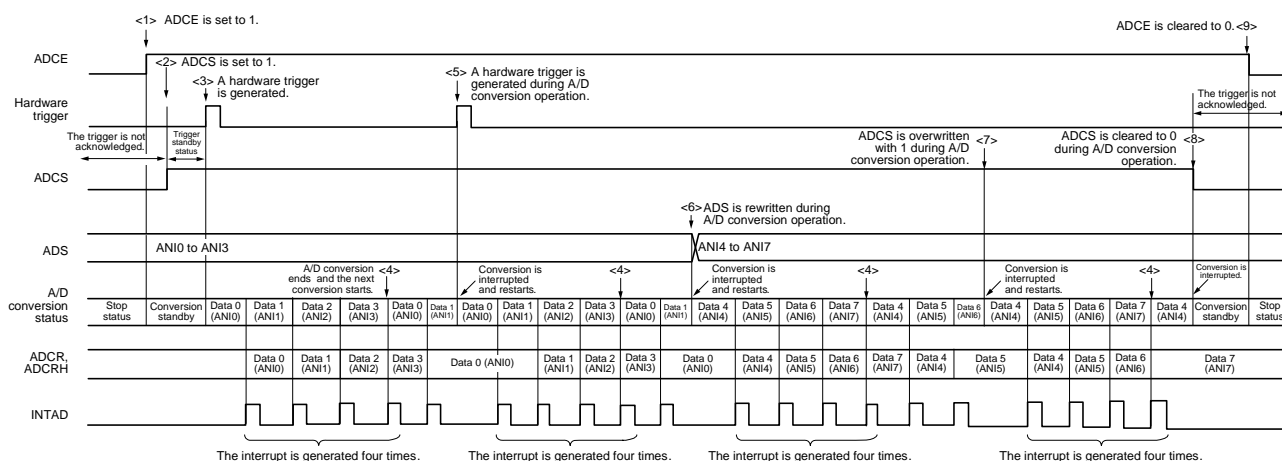 <1> ADCE is set to 1.
ADCE is cleared to 0. <9>
ADCE
<2> ADCS is set to 1.
<3> A hardware trigger
is generated.
<5> A hardware trigger is
generated during A/D
conversion operation.
The trigger is not
acknowledged.
Hardware
trigger
The trigger is not
acknowledged.
Trigger
standby
status
ADCS is overwritten
with 1 during A/D
conversion operation.
<7>
ADCS is cleared to 0
during A/D conversion
operation.
<8>
ADCS
<6> ADS is rewritten during
A/D conversion operation.
ADS
ANI0 to ANI3
ANI4 to ANI7
A/D conversion
ends and the next
conversion starts.
<4>
Conversion is
interrupted
and restarts.
<4>
Conversion is
interrupted
and restarts.
<4>
Conversion is
interrupted
and restarts.
<4>
Conversion is
interrupted.
A/D
conversion
status
Stop
status
Conversion
standby
Data 0
(ANI0)
Data 1
(ANI1)
Data 2
(ANI2)
Data 3
(ANI3)
Data 0
(ANI0)
Data 1
(ANI1)
Data 0
(ANI0)
Data 1
(ANI1)
Data 2
(ANI2)
Data 3
(ANI3)
Data 0
(ANI0)
Data 1
(ANI1)
Data 4
(ANI4)
Data 5
(ANI5)
Data 6
(ANI6)
Data 7
(ANI7)
Data 4
(ANI4)
Data 5
(ANI5)
Data 6
(ANI6)
Data 4
(ANI4)
Data 5
(ANI5)
Data 6
(ANI6)
Data 7
(ANI7)
Data 4
(ANI4)
Conversion
standby
Stop
status
ADCR,
ADCRH
Data 0
(ANI0)
Data 1
(ANI1)
Data 2
(ANI2)
Data 3
(ANI3)
Data 0 (ANI0)
Data 1
(ANI1)
Data 2
(ANI2)
Data 3
(ANI3)
Data 0
(ANI0)
Data 4
(ANI4)
Data 5
(ANI5)
Data 6
(ANI6)
Data 7
(ANI7)
Data 4
(ANI4)
Data 5
(ANI5)
Data 4
(ANI4)
Data 5
(ANI5)
Data 6
(ANI6)
Data 7
(ANI7)
INTAD
The interrupt is generated four times.
The interrupt is generated four times.
The interrupt is generated four times.
The interrupt is generated four times.